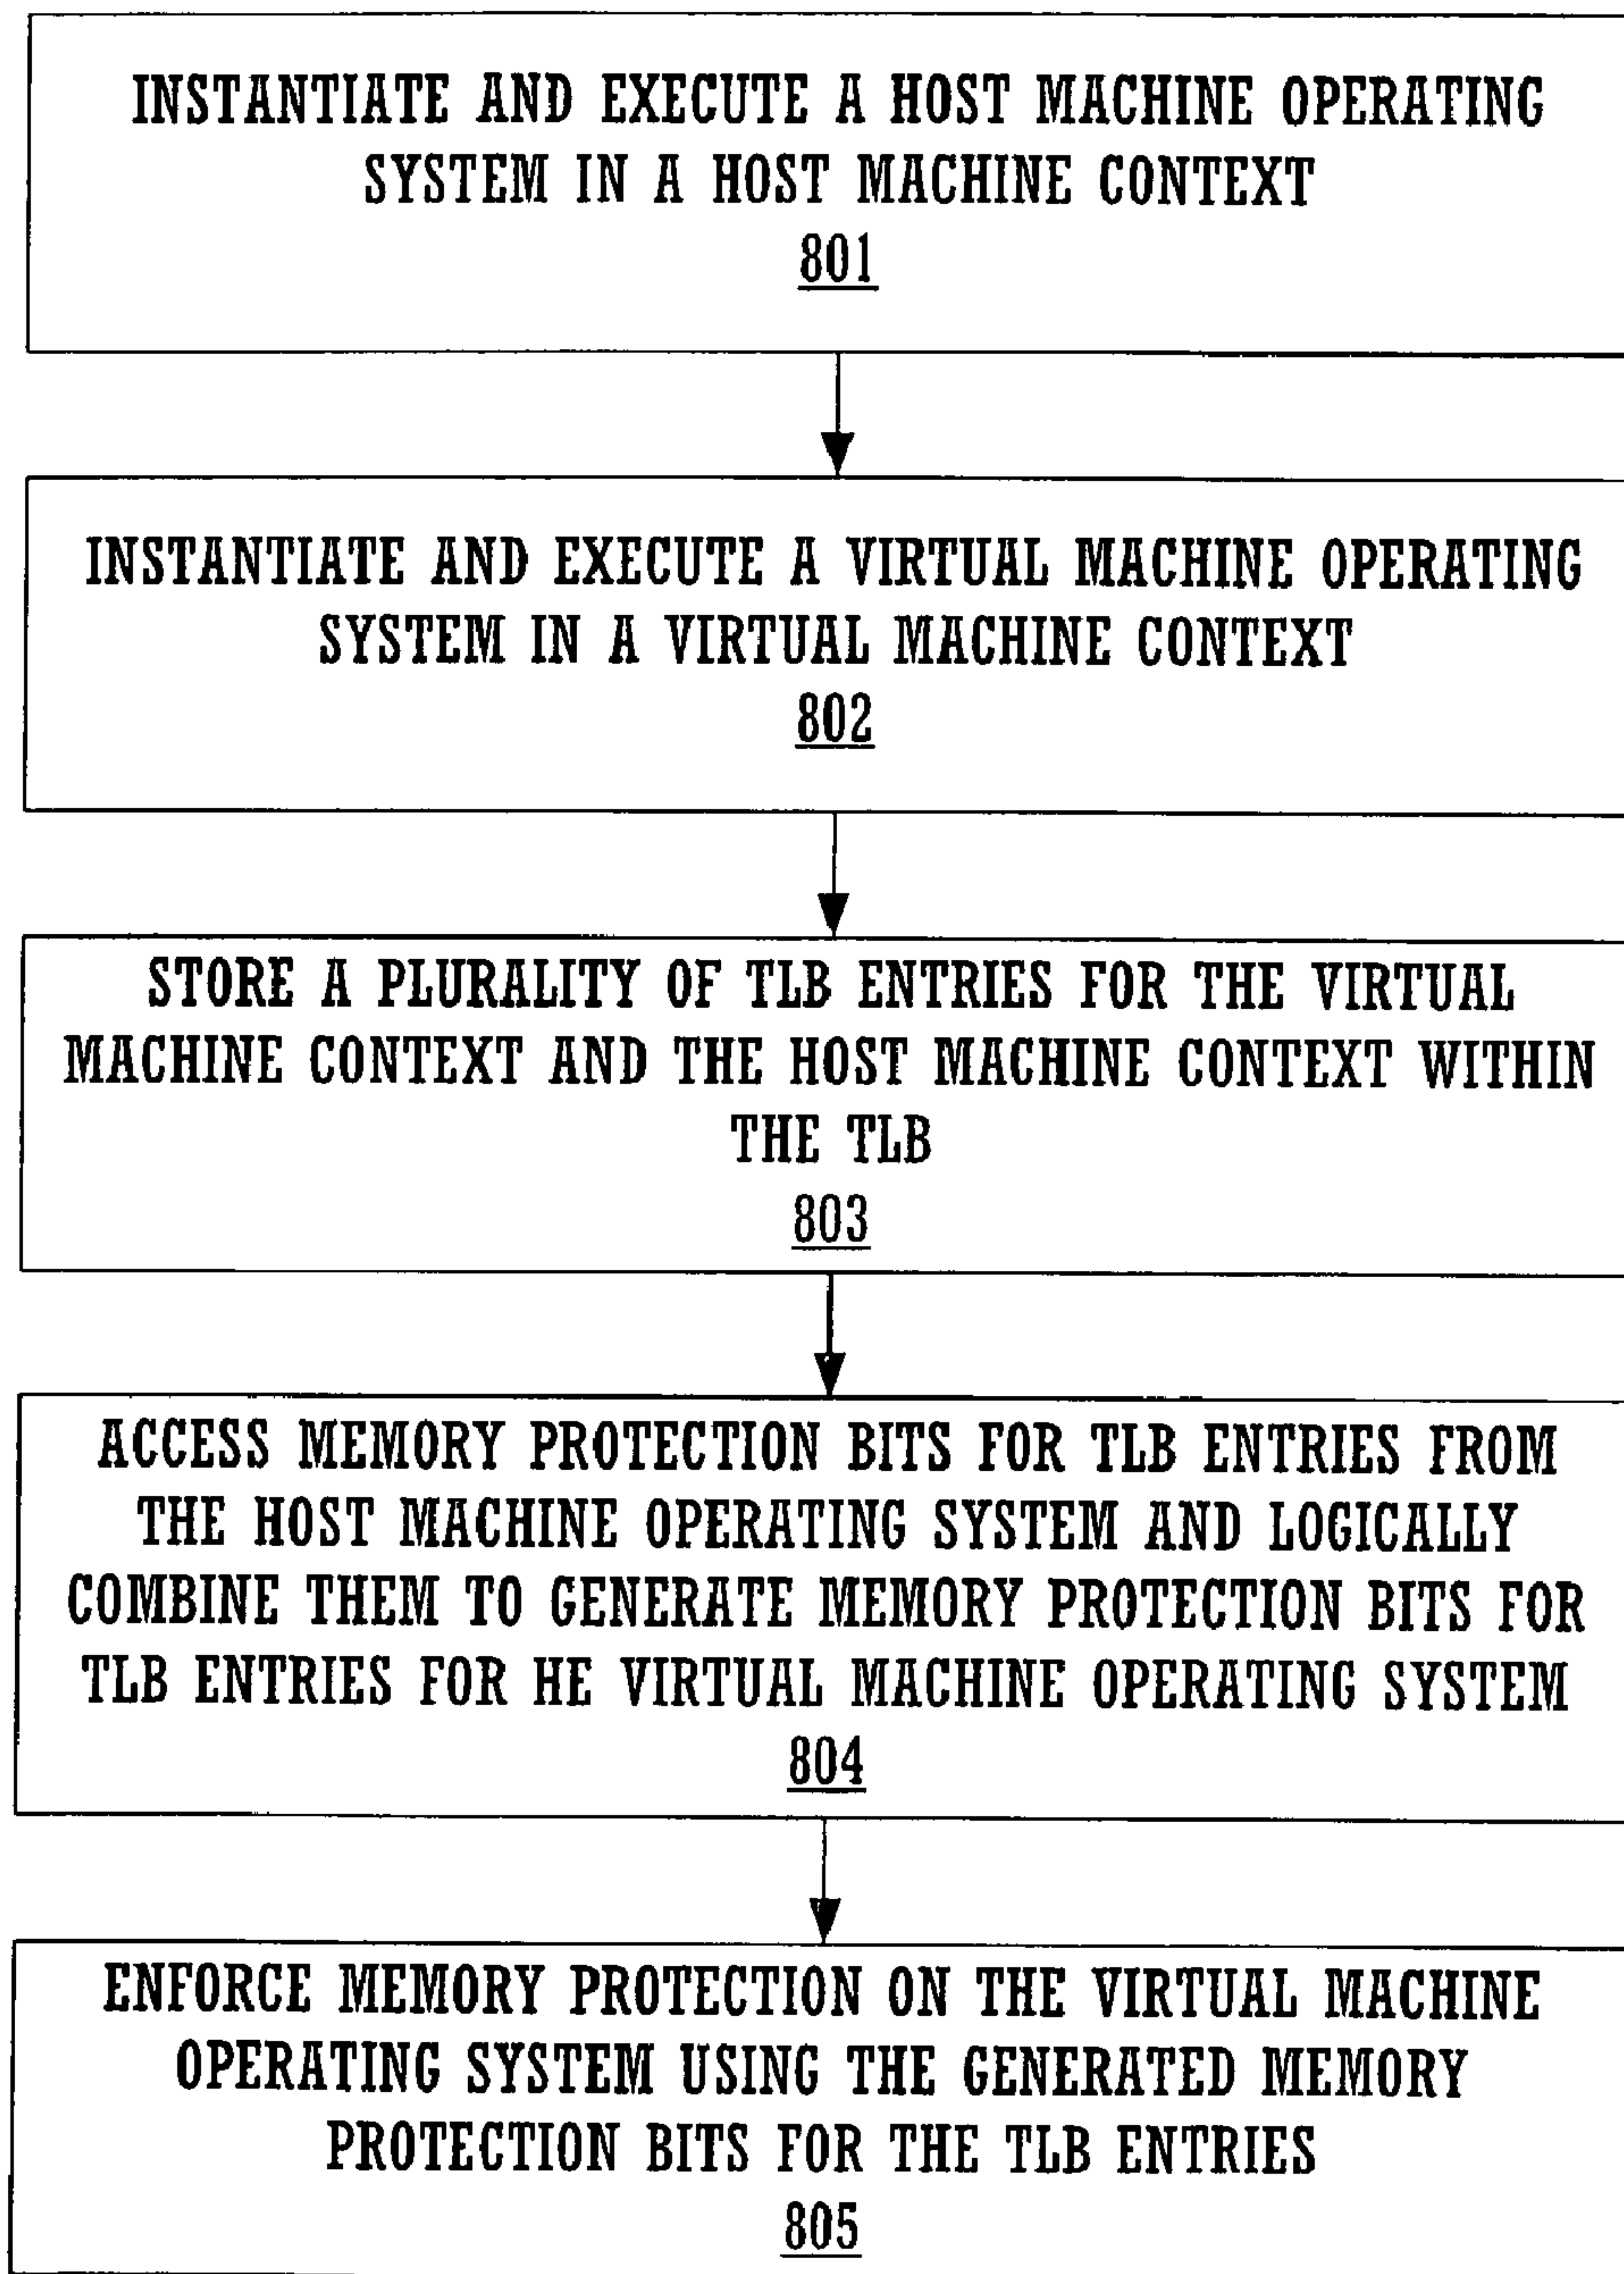 INSTANTIATE AND EXECUTE A HOST MACHINE OPERATING
SYSTEM IN A HOST MACHINE CONTEXT
801
INSTANTIATE AND EXECUTE A VIRTUAL MACHINE OPERATING
SYSTEM IN A VIRTUAL MACHINE CONTEXT
802
STORE A PLURALITY OF TLB ENTRIES FOR THE VIRTUAL
MACHINE CONTEXT AND THE HOST MACHINE CONTEXT WITHIN
THE TLB
803
ACCESS MEMORY PROTECTION BITS FOR TLB ENTRIES FROM
THE HOST MACHINE OPERATING SYSTEM AND LOGICALLY
COMBINE THEM TO GENERATE MEMORY PROTECTION BITS FOR
TLB ENTRIES FOR HE VIRTUAL MACHINE OPERATING SYSTEM
804
ENFORCE MEMORY PROTECTION ON THE VIRTUAL MACHINE
OPERATING SYSTEM USING THE GENERATED MEMORY
PROTECTION BITS FOR THE TLB ENTRIES
805